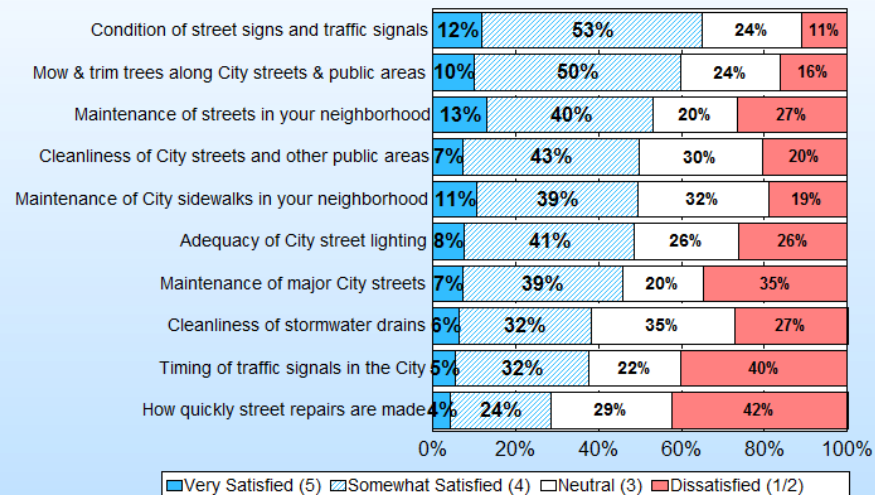 Condition of street signs and traffic signals 12% 53% 24% 11%
Mow & trim trees along City streets & public areas 10% 50% 24% 16%
Maintenance of streets in your neighborhood 13% 40% 20% 27%
Cleanliness of City streets and other public areas 7% 43% 30% 20%
Maintenance of City sidewalks in your neighborhood 11% 39% 32% 19%
Adequacy of City street lighting 8% 41% 26% 26%
Maintenance of major City streets 7% 39% 20% 35%
Cleanliness of stormwater drains 6% 32% 35% 27%
Timing of traffic signals in the City 5% 32% 22% 40%
How quickly street repairs are made 4% 24% 29% 42%
0% 20% 40% 60% 80% 100%
Very Satisfied (5) Somewhat Satisfied (4) Neutral (3) Dissatisfied (1/2)